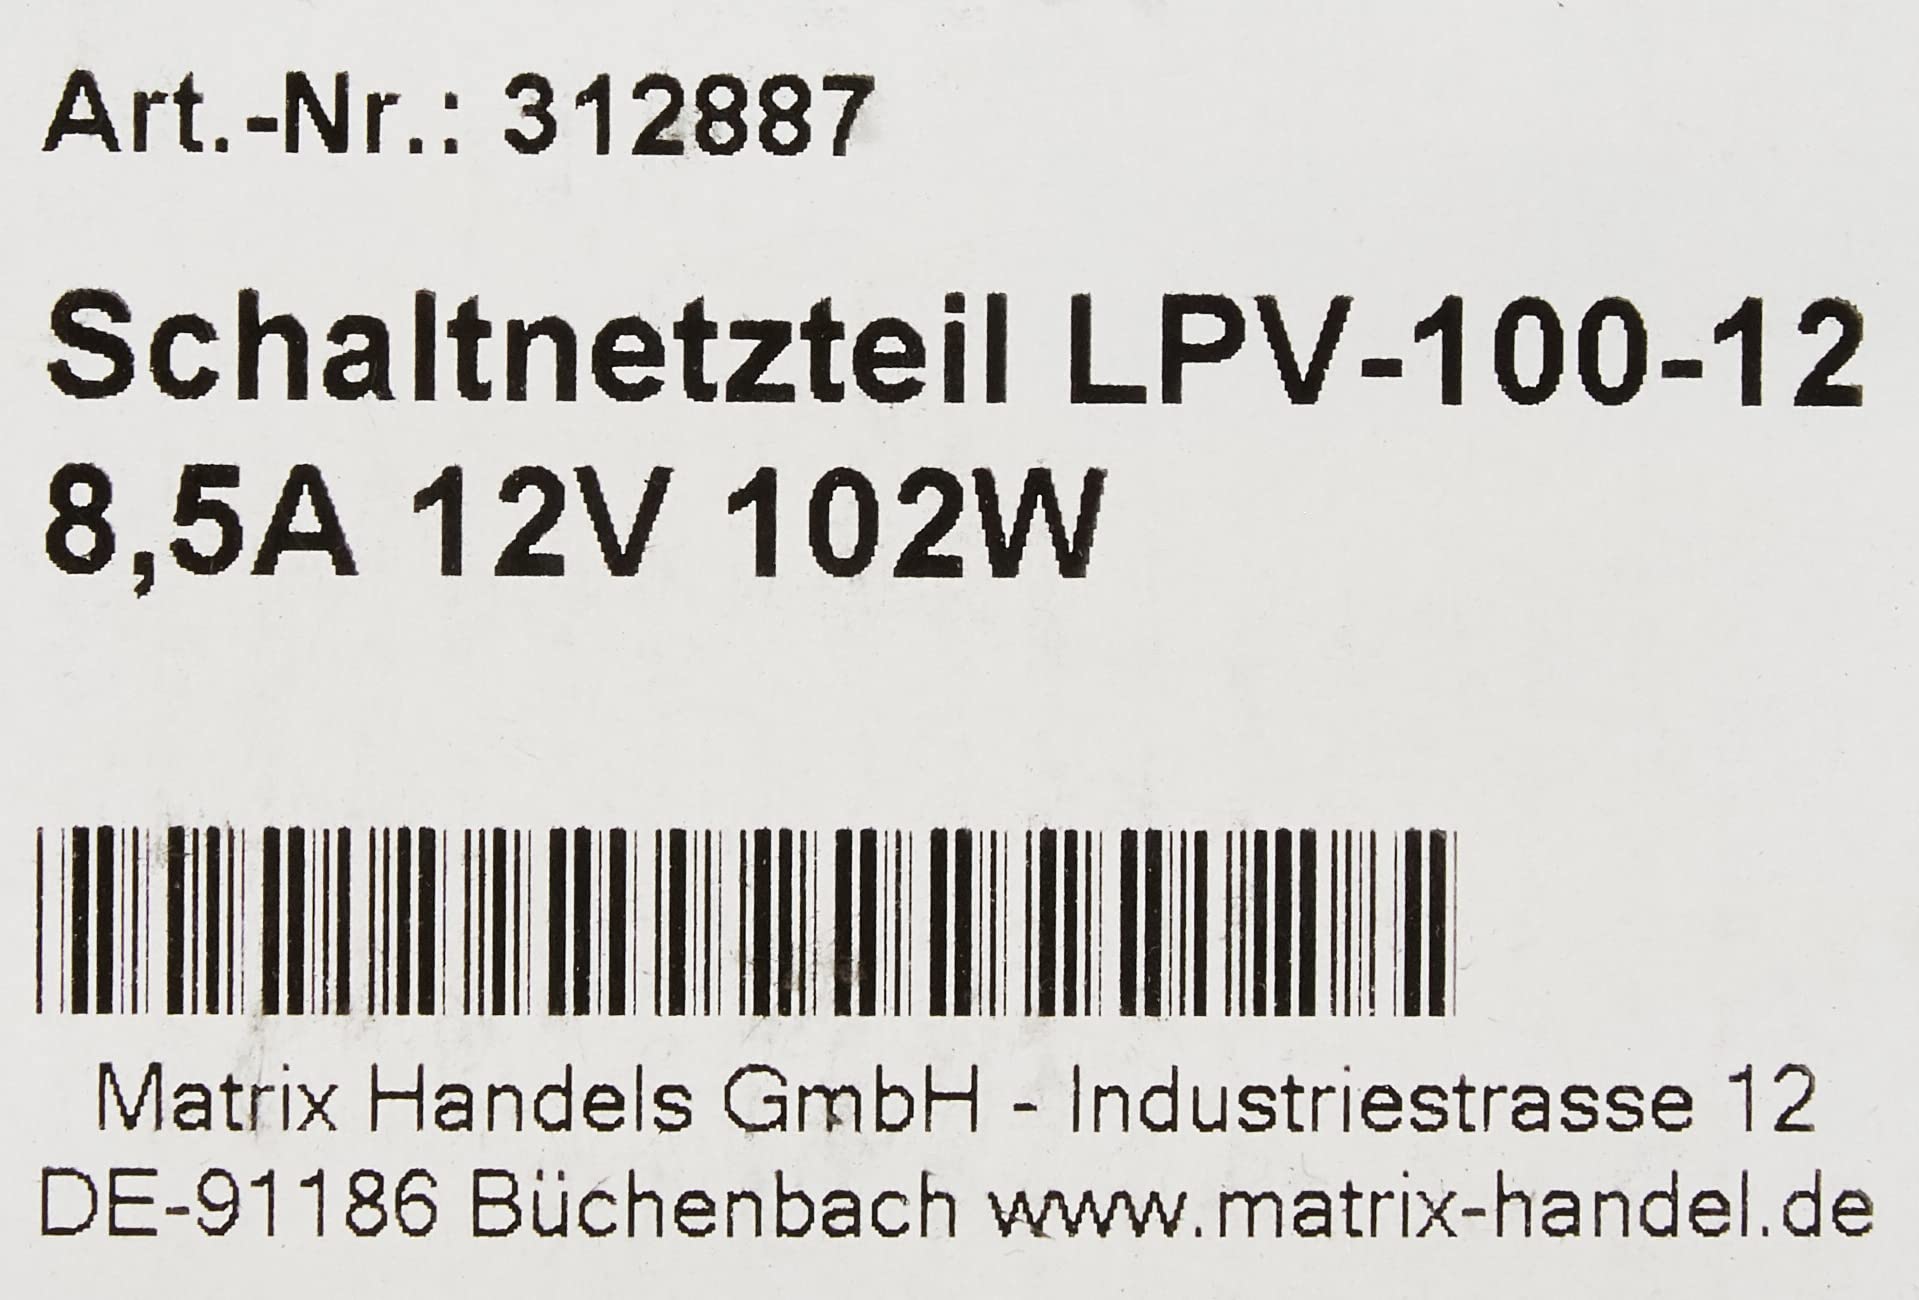 Art.-Nr.: 312887
Schaltnetzteil LPV-100-12
8,5A 12V 102W
Matrix Handels GmbH - Industriestrasse 12
DE-91186 Büchenbach www.matrix-handel.de